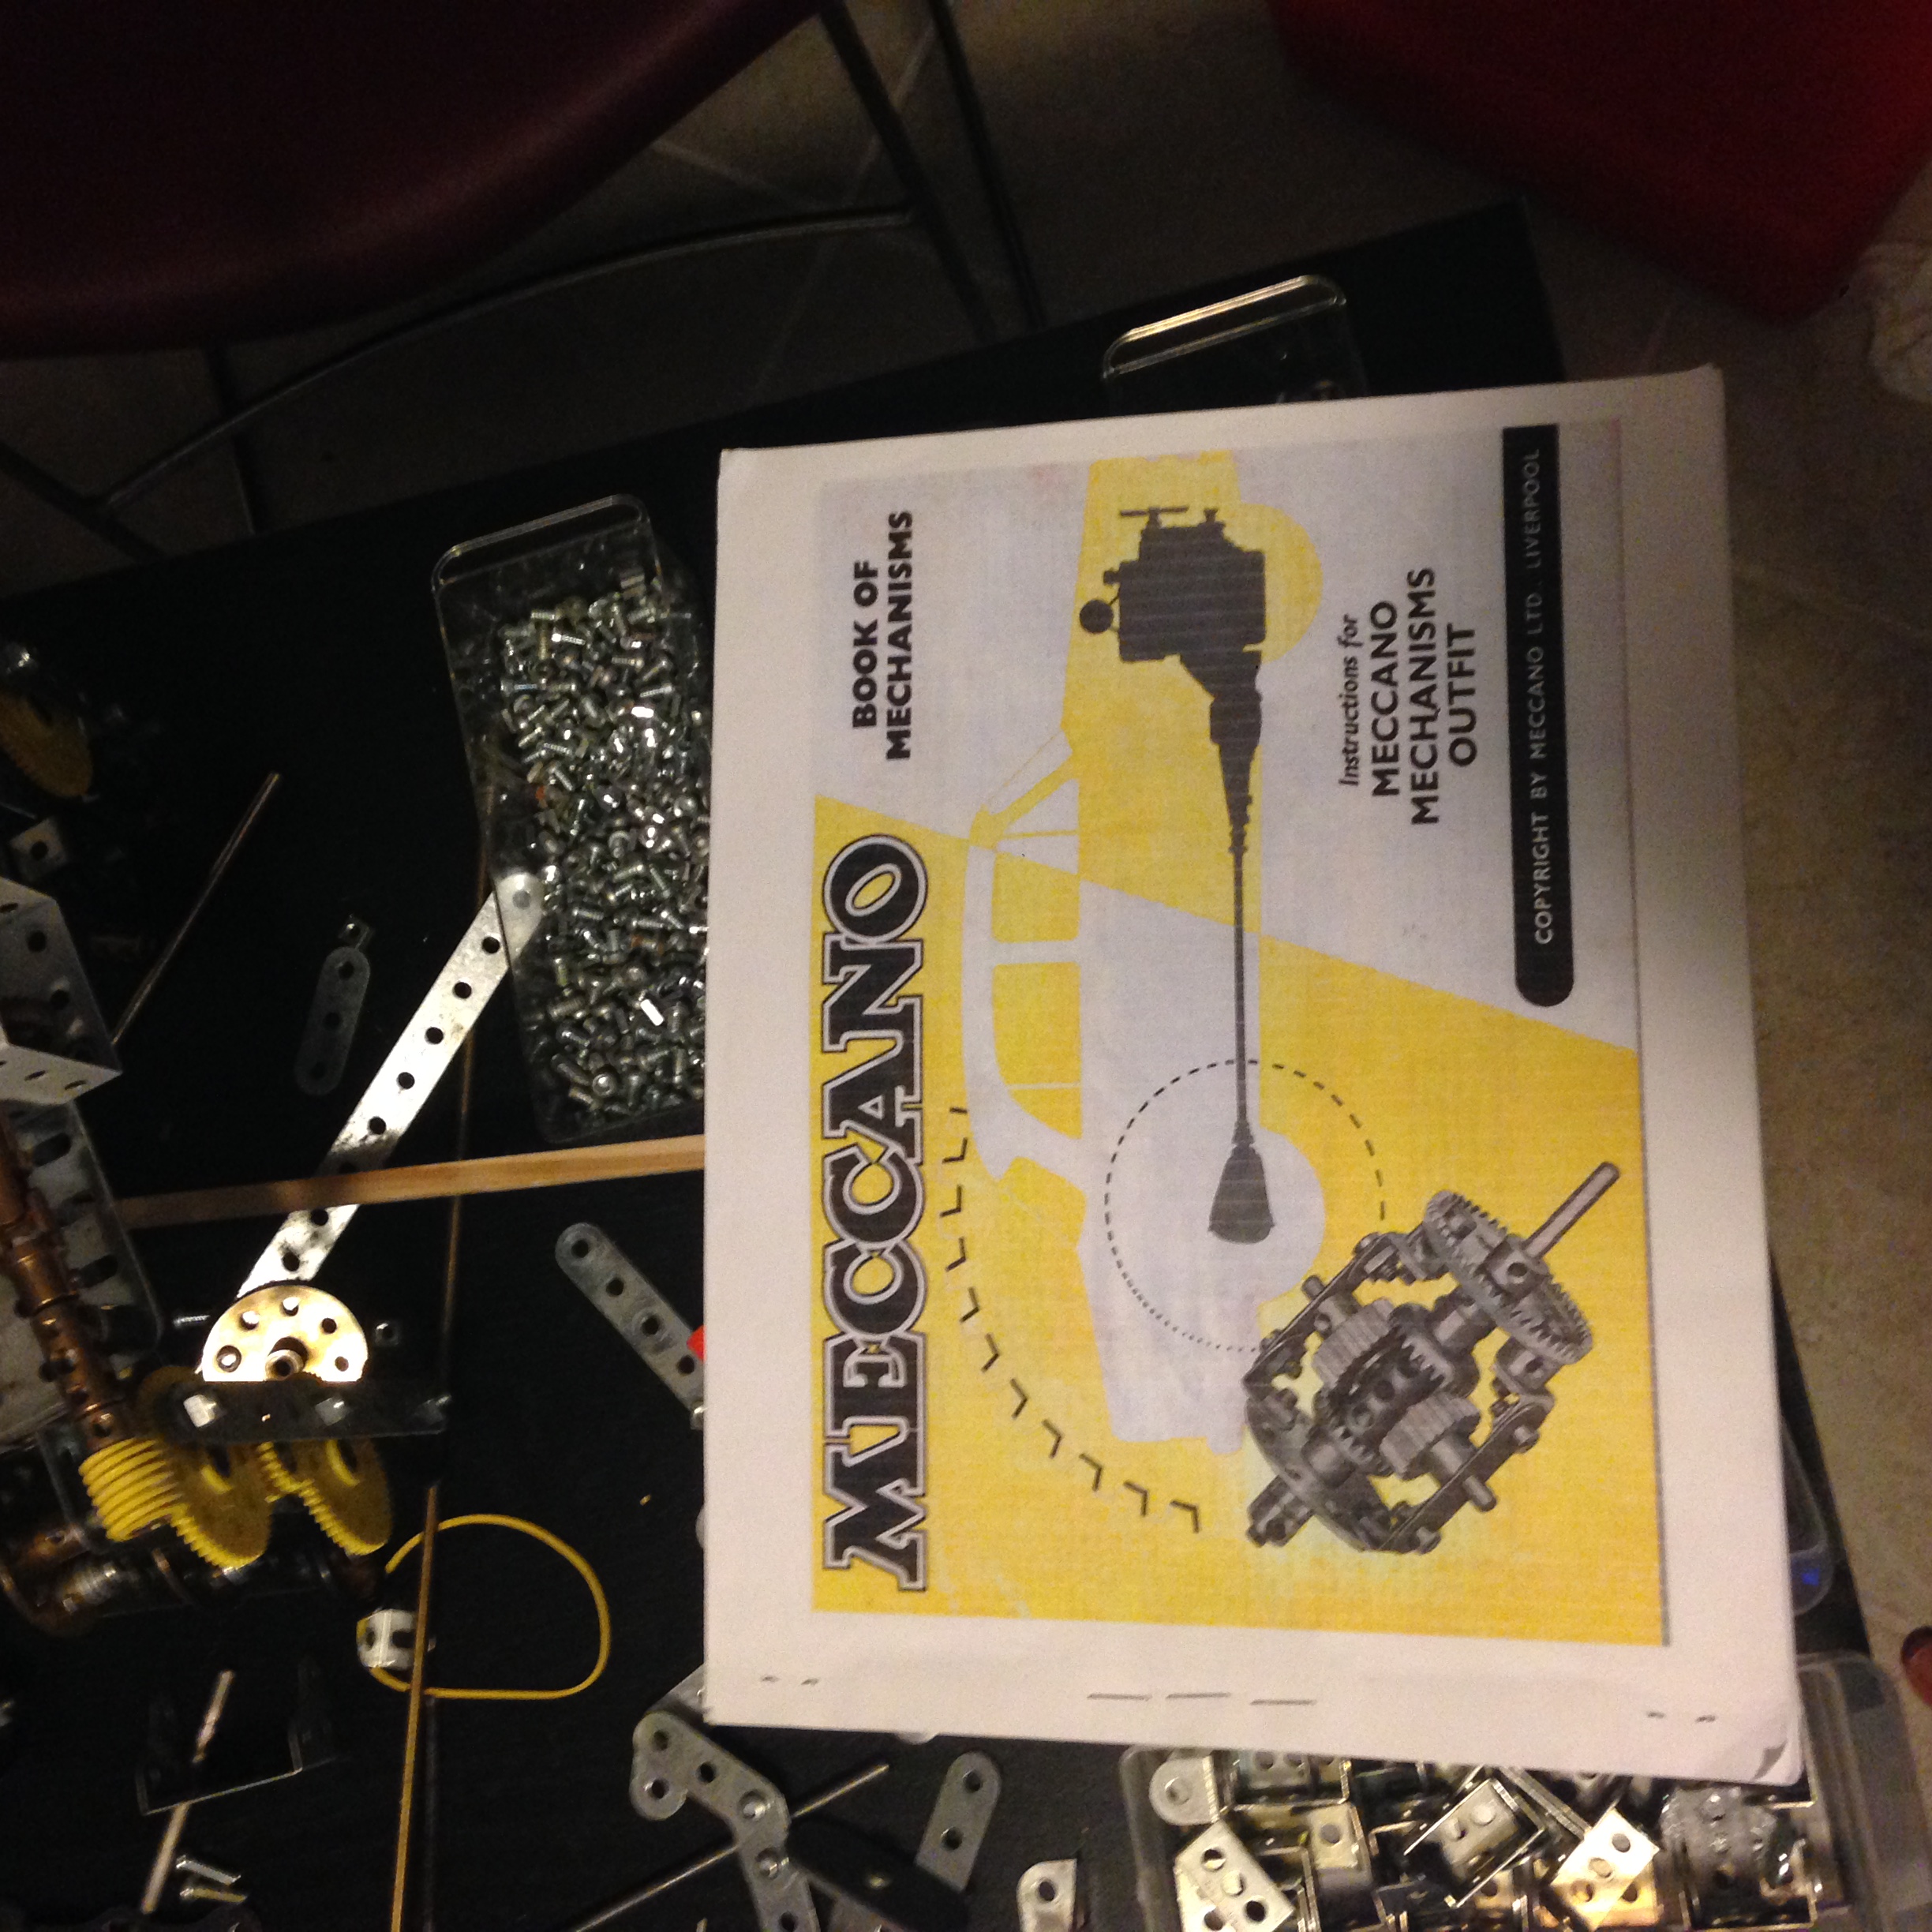 MECCANO
BOOK OF
MECHANISMS
Instructions for
MECCANO
MECHANISMS
OUTFIT
COPYRIGHT BY MECCANO LTD. LIVERPOOL